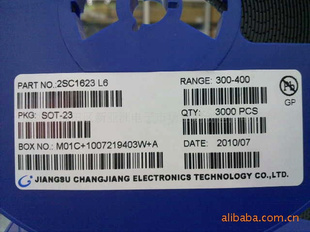 PART NO.:2SC1623 L6
RANGE: 300-400
GP
PKG: SOT-23
QTY: 3000 PCS
BOX NO.: M01C+1007219403W+A
DATE: 2010/07
JIANGSU CHANGJIANG ELECTRONICS TECHNOLOGY CO.,LTD.
alibaba.com.cn